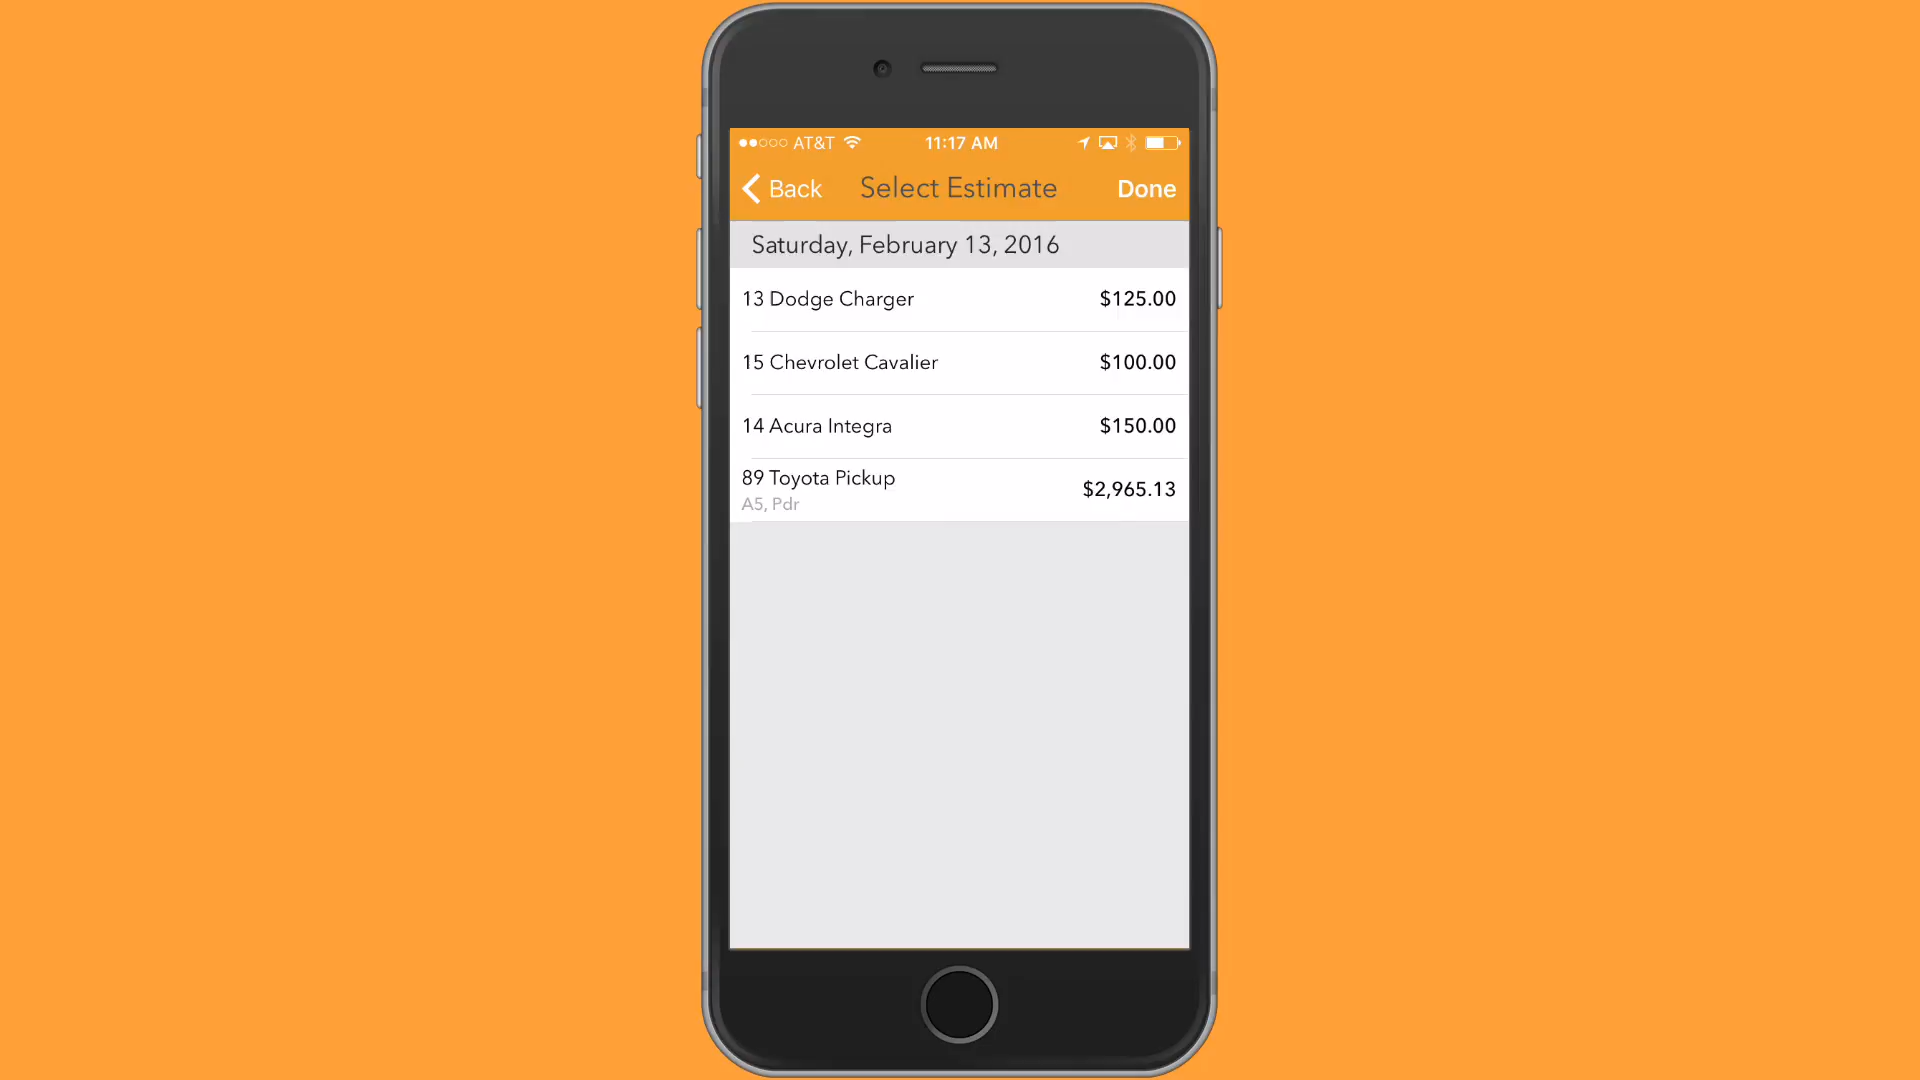 AT&T 11:17 AM
Back Select Estimate Done
Saturday, February 13, 2016
13 Dodge Charger $125.00
15 Chevrolet Cavalier $100.00
14 Acura Integra $150.00
89 Toyota Pickup $2,965.13
A5, Pdr